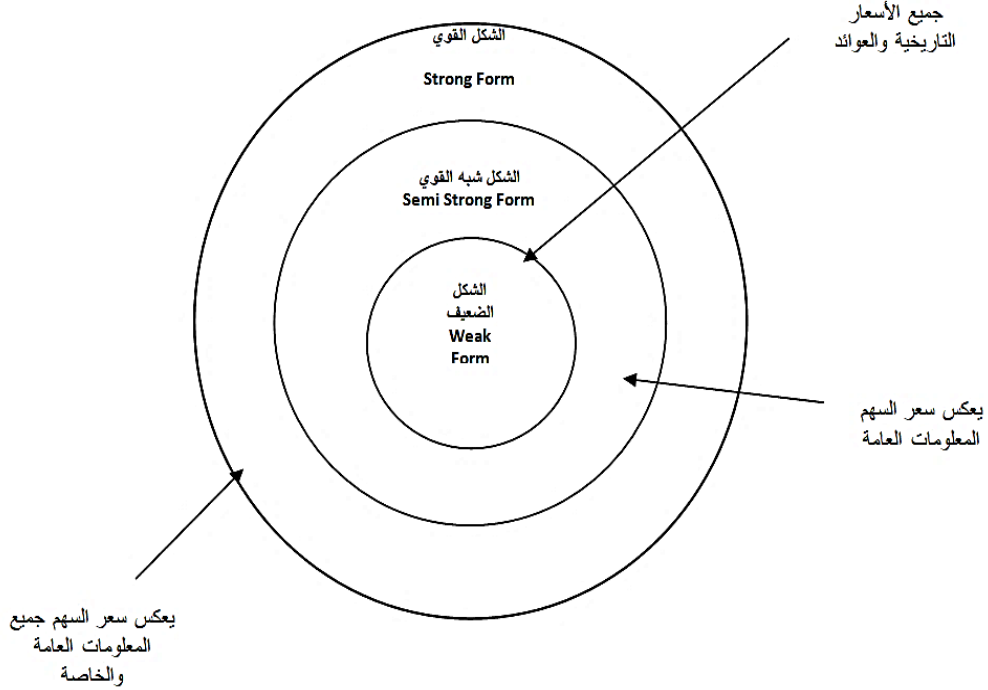 جميع الأسعار
التاريخية والعوائد
الشكل القوي
Strong Form
الشكل شبه القوي
Semi Strong Form
الشكل
الضعيف
Weak
Form
يعكس سعر السهم
المعلومات العامة
يعكس سعر السهم جميع
المعلومات العامة
والخاصة